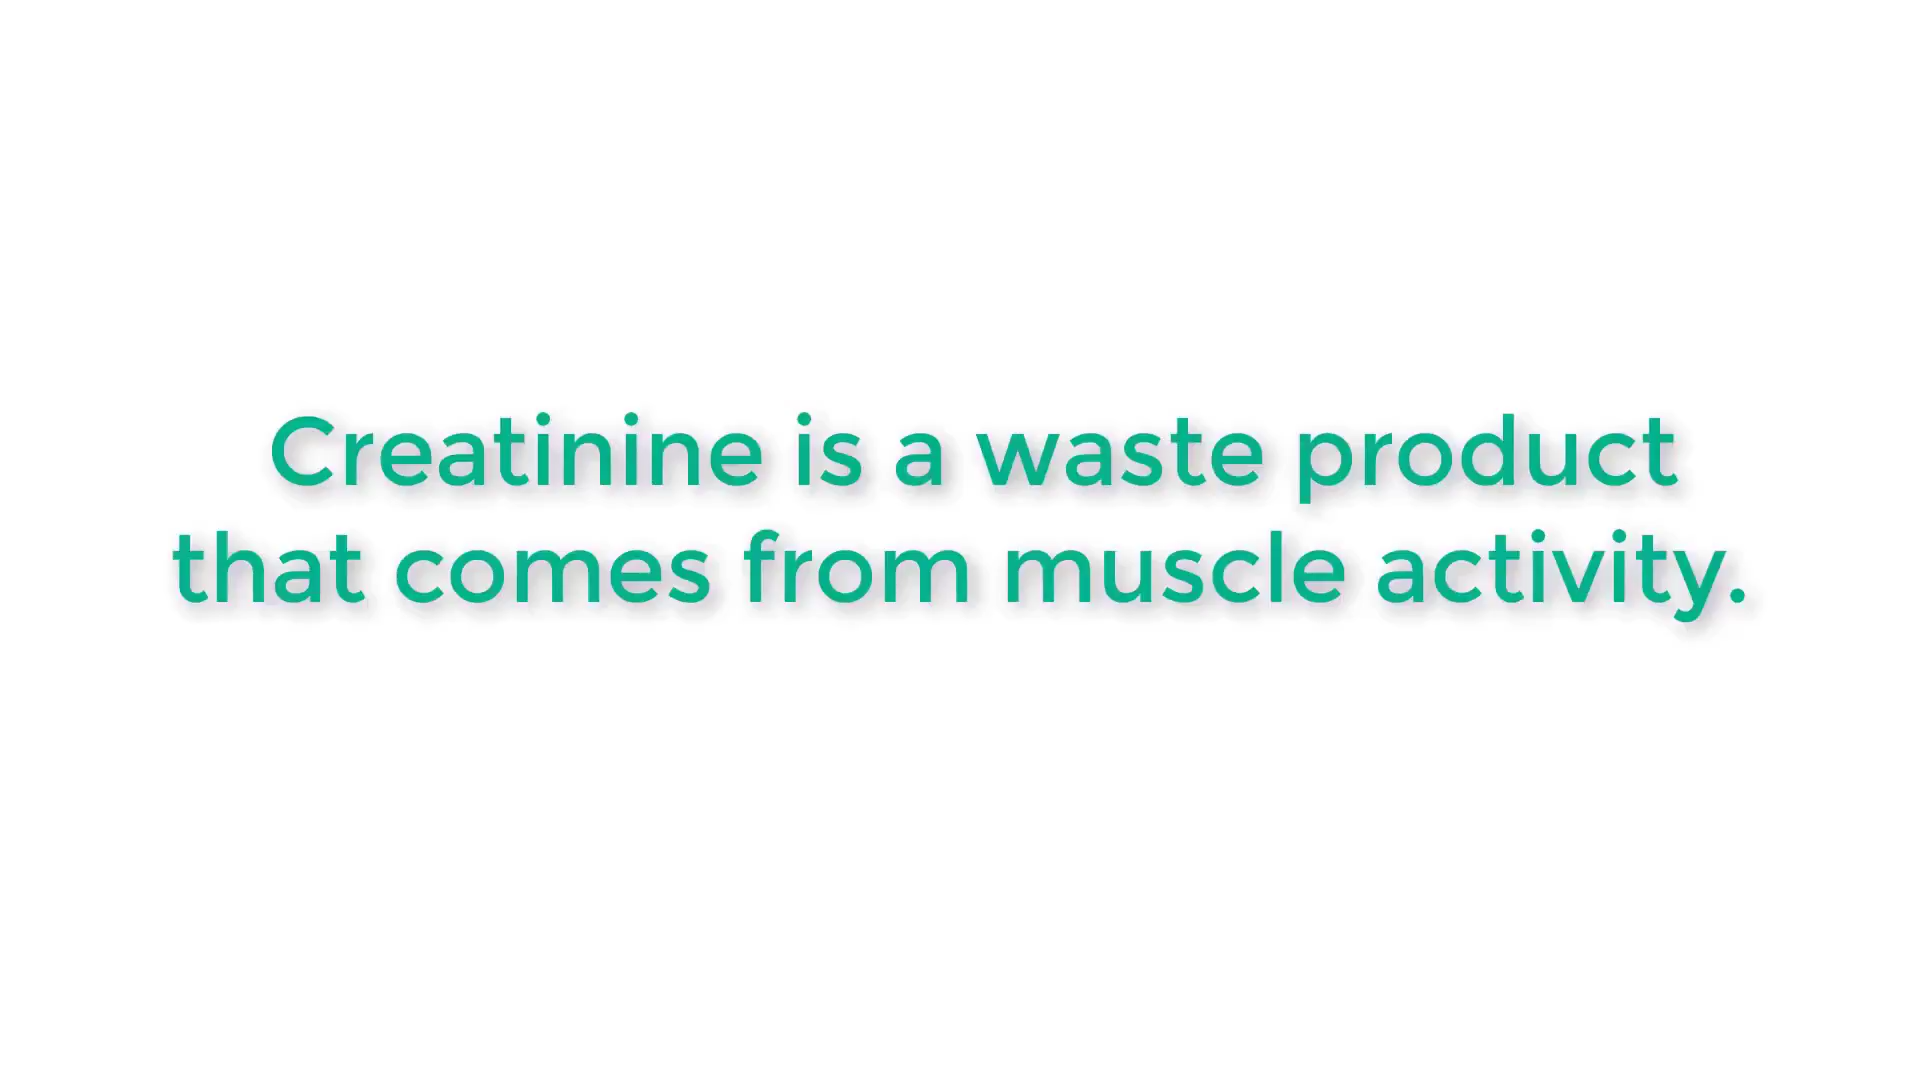 Creatinine is a waste product
that comes from muscle activity.